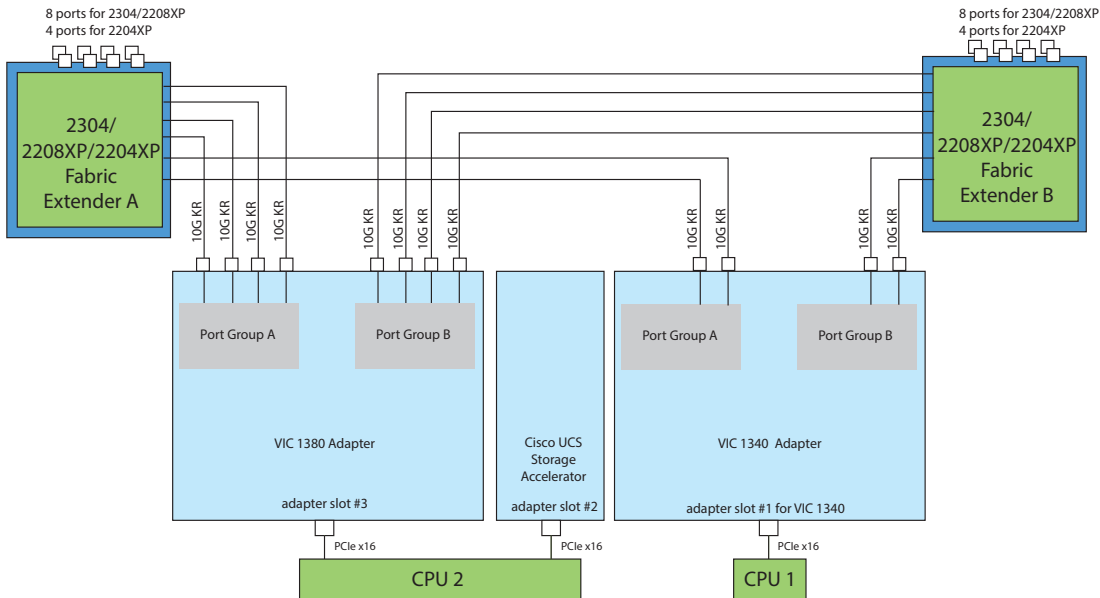 8 ports for 2304/2208XP
4 ports for 2204XP
8 ports for 2304/2208XP
4 ports for 2204XP
2304/
2208XP/2204XP
Fabric
Extender A
2304/
2208XP/2204XP
Fabric
Extender B
10G KR
10G KR
10G KR
10G KR
10G KR
10G KR
10G KR
10G KR
10G KR
10G KR
10G KR
10G KR
Port Group A
Port Group B
Port Group A
Port Group B
VIC 1380 Adapter
Cisco UCS
Storage
Accelerator
VIC 1340 Adapter
adapter slot #3
adapter slot #2
adapter slot #1 for VIC 1340
PCIe x16
PCIe x16
PCIe x16
CPU 2
CPU 1